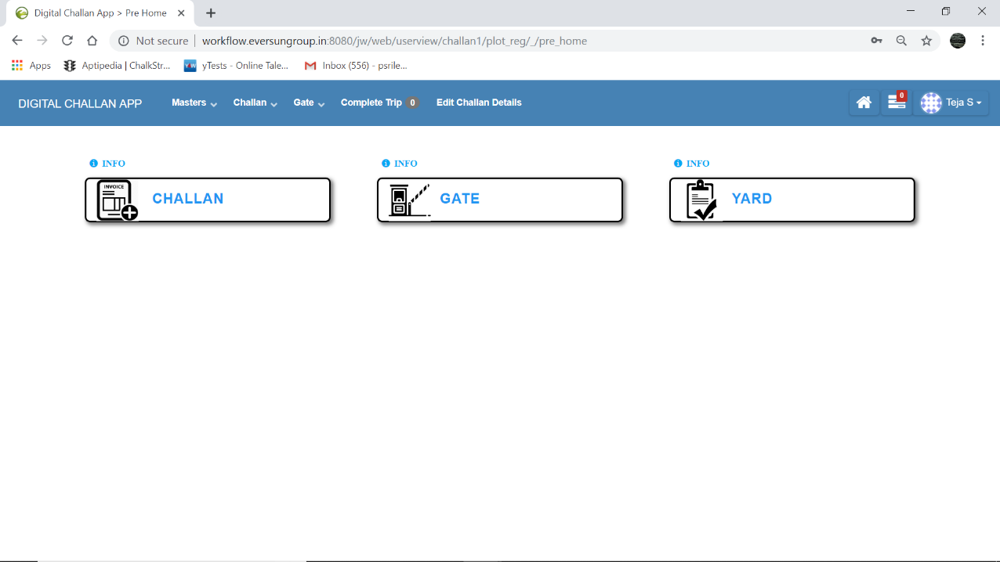 Digital Challan App > Pre Home
Not secure | workflow.eversungroup.in:8080/jw/web/userview/challan1/plot_reg/_/pre_home
Apps Aptipedia | ChalkStr... yTests - Online Tale... Inbox (556) - psrile...
DIGITAL CHALLAN APP Masters Challan Gate Complete Trip 0 Edit Challan Details 0 Teja S
INFO INFO INFO
INVOICE CHALLAN GATE YARD